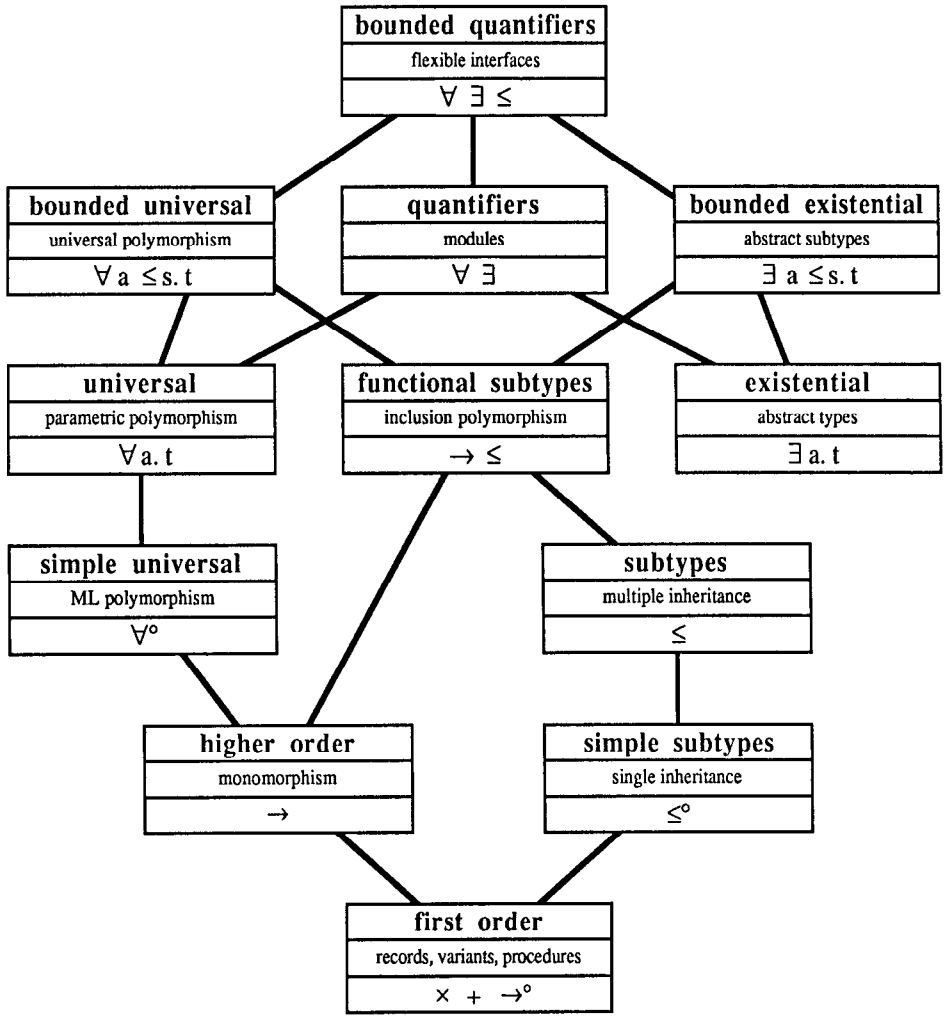 bounded quantifiers
flexible interfaces
∀ ∃ ≤
bounded universal
universal polymorphism
∀ a ≤ s. t
quantifiers
modules
∀ ∃
bounded existential
abstract subtypes
∃ a ≤ s. t
universal
parametric polymorphism
∀ a. t
functional subtypes
inclusion polymorphism
→ ≤
existential
abstract types
∃ a. t
simple universal
ML polymorphism
∀°
subtypes
multiple inheritance
≤
higher order
monomorphism
→
simple subtypes
single inheritance
≤°
first order
records, variants, procedures
× + →°